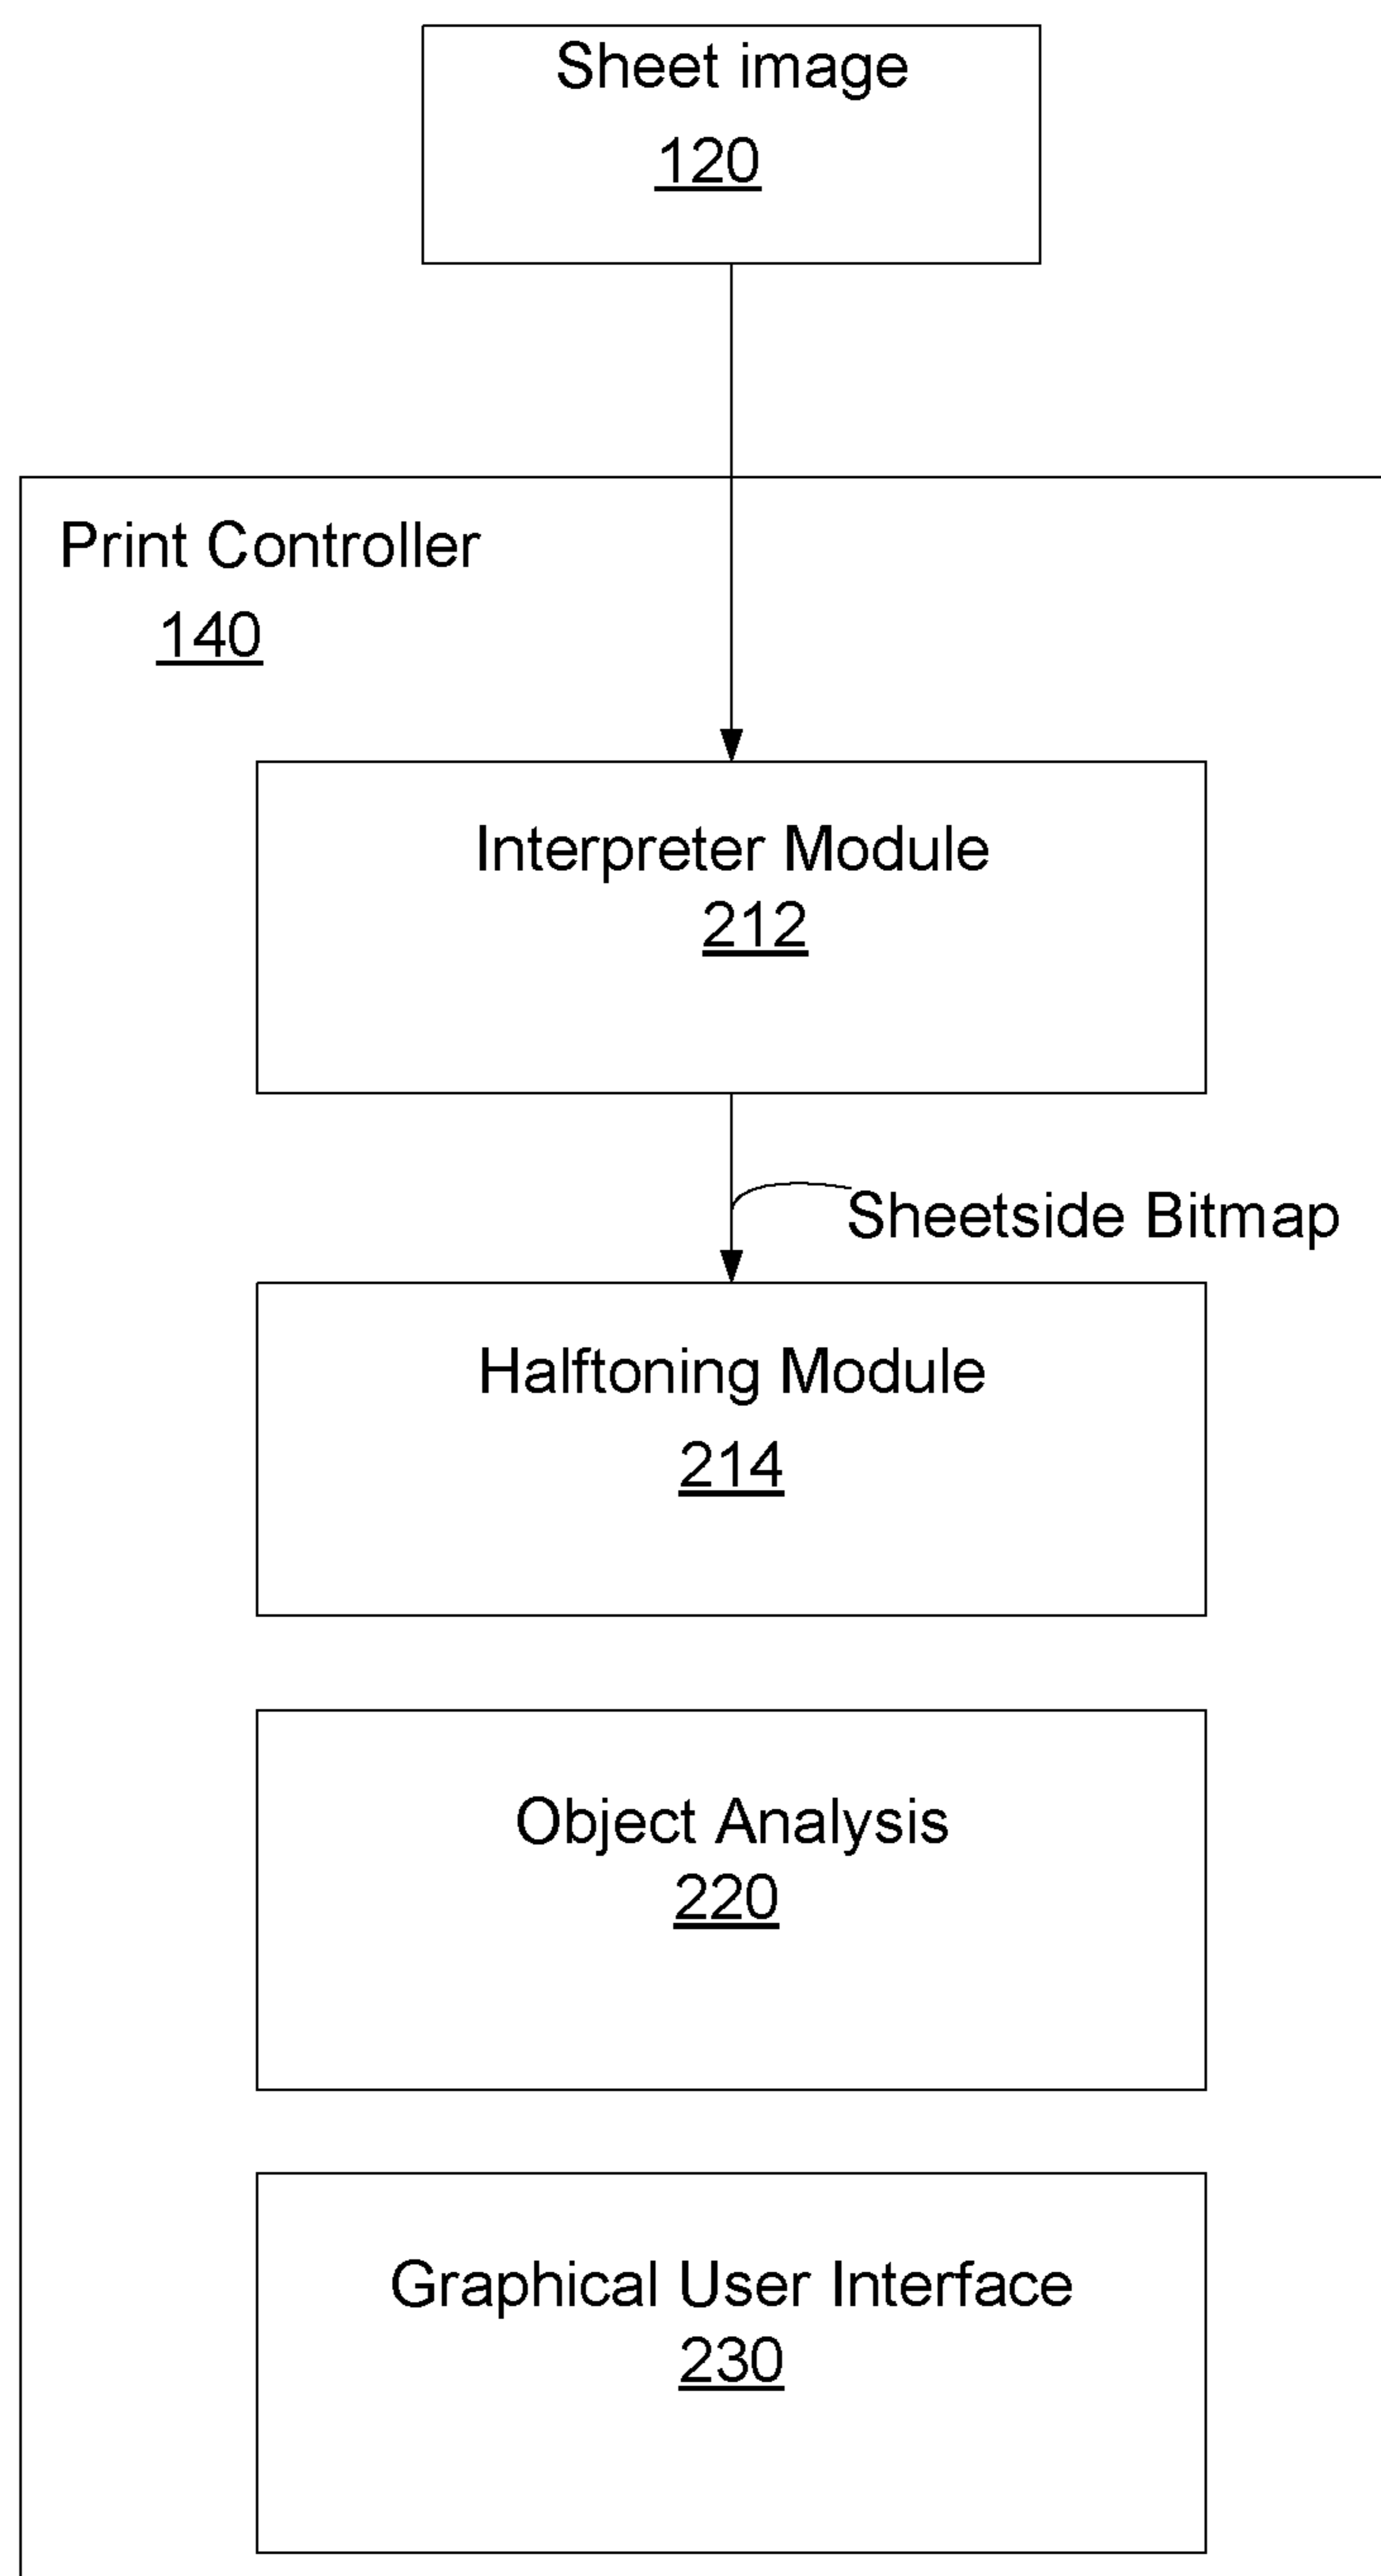 Sheet image
120
Print Controller
140
Interpreter Module
212
Sheetside Bitmap
Halftoning Module
214
Object Analysis
220
Graphical User Interface
230